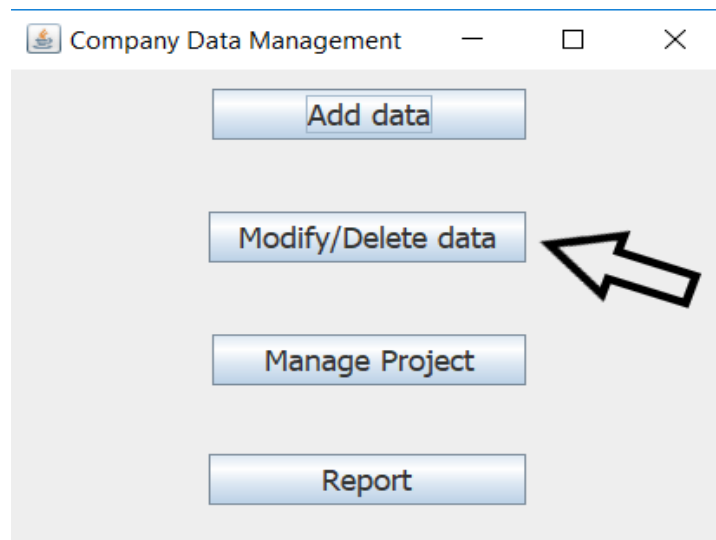 Company Data Management
Add data
Modify/Delete data
Manage Project
Report